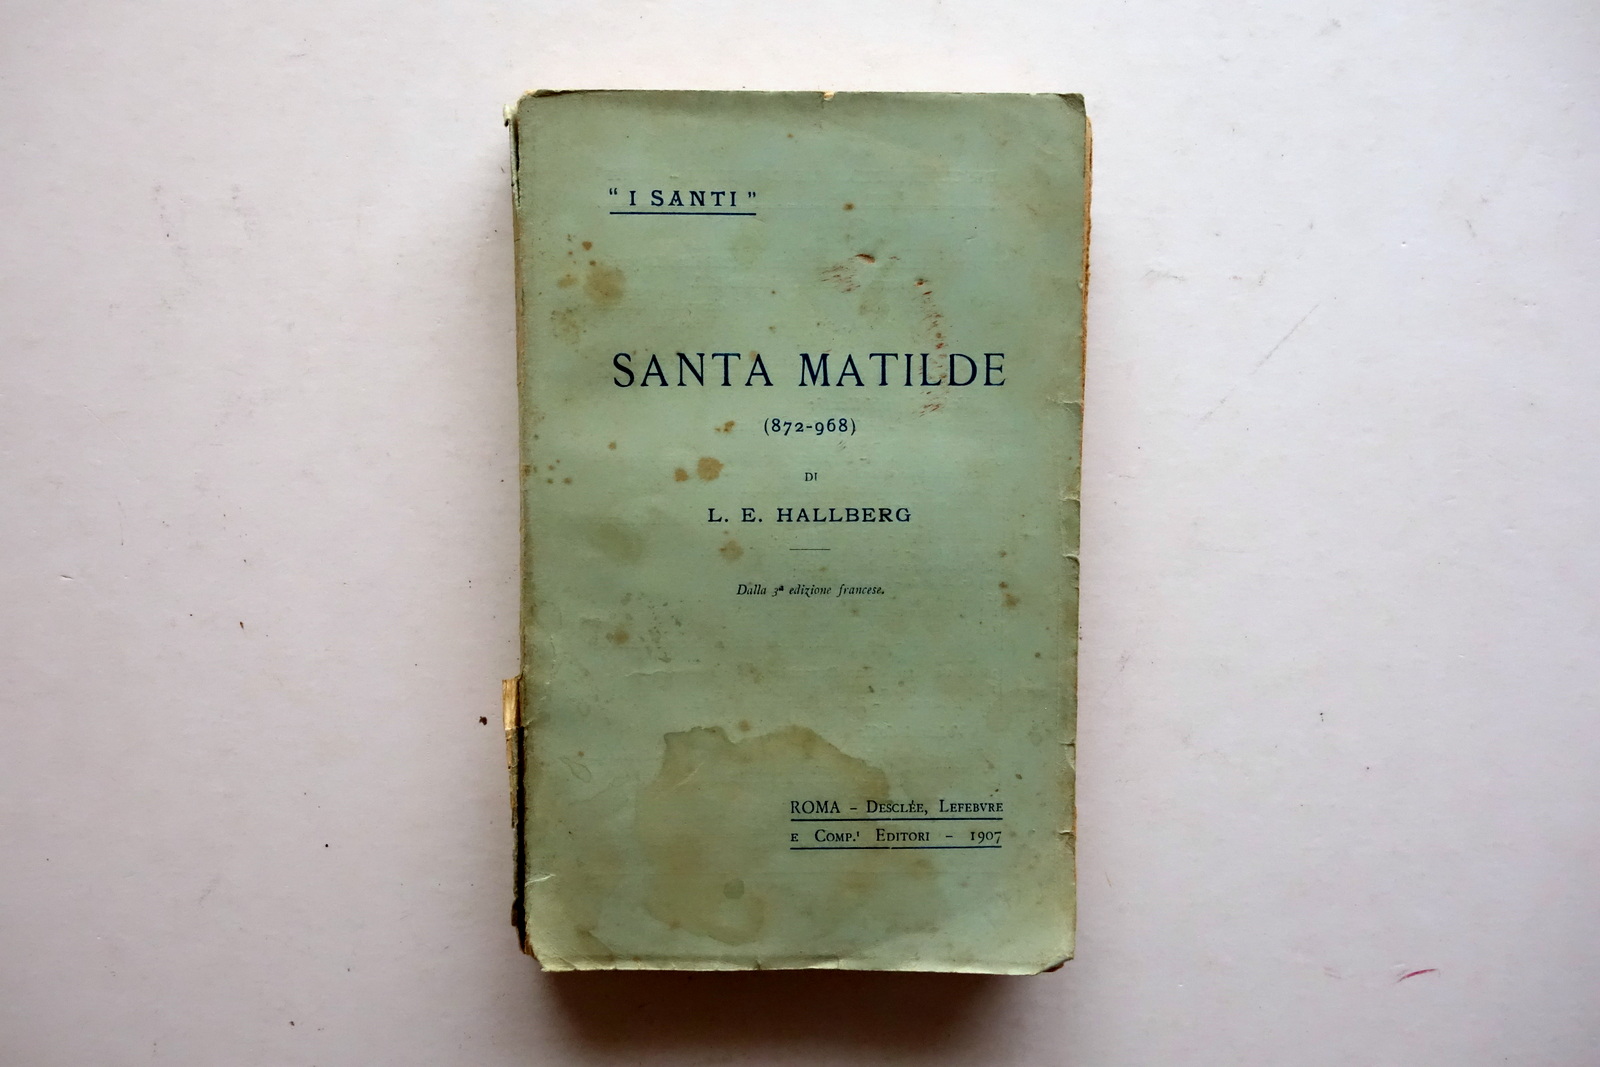 “ I SANTI ”
SANTA MATILDE
(872-968)
DI
L. E. HALLBERG
Dalla 3ª edizione francese.
ROMA – Desclée, Lefebvre
e Comp.ⁱ Editori – 1907